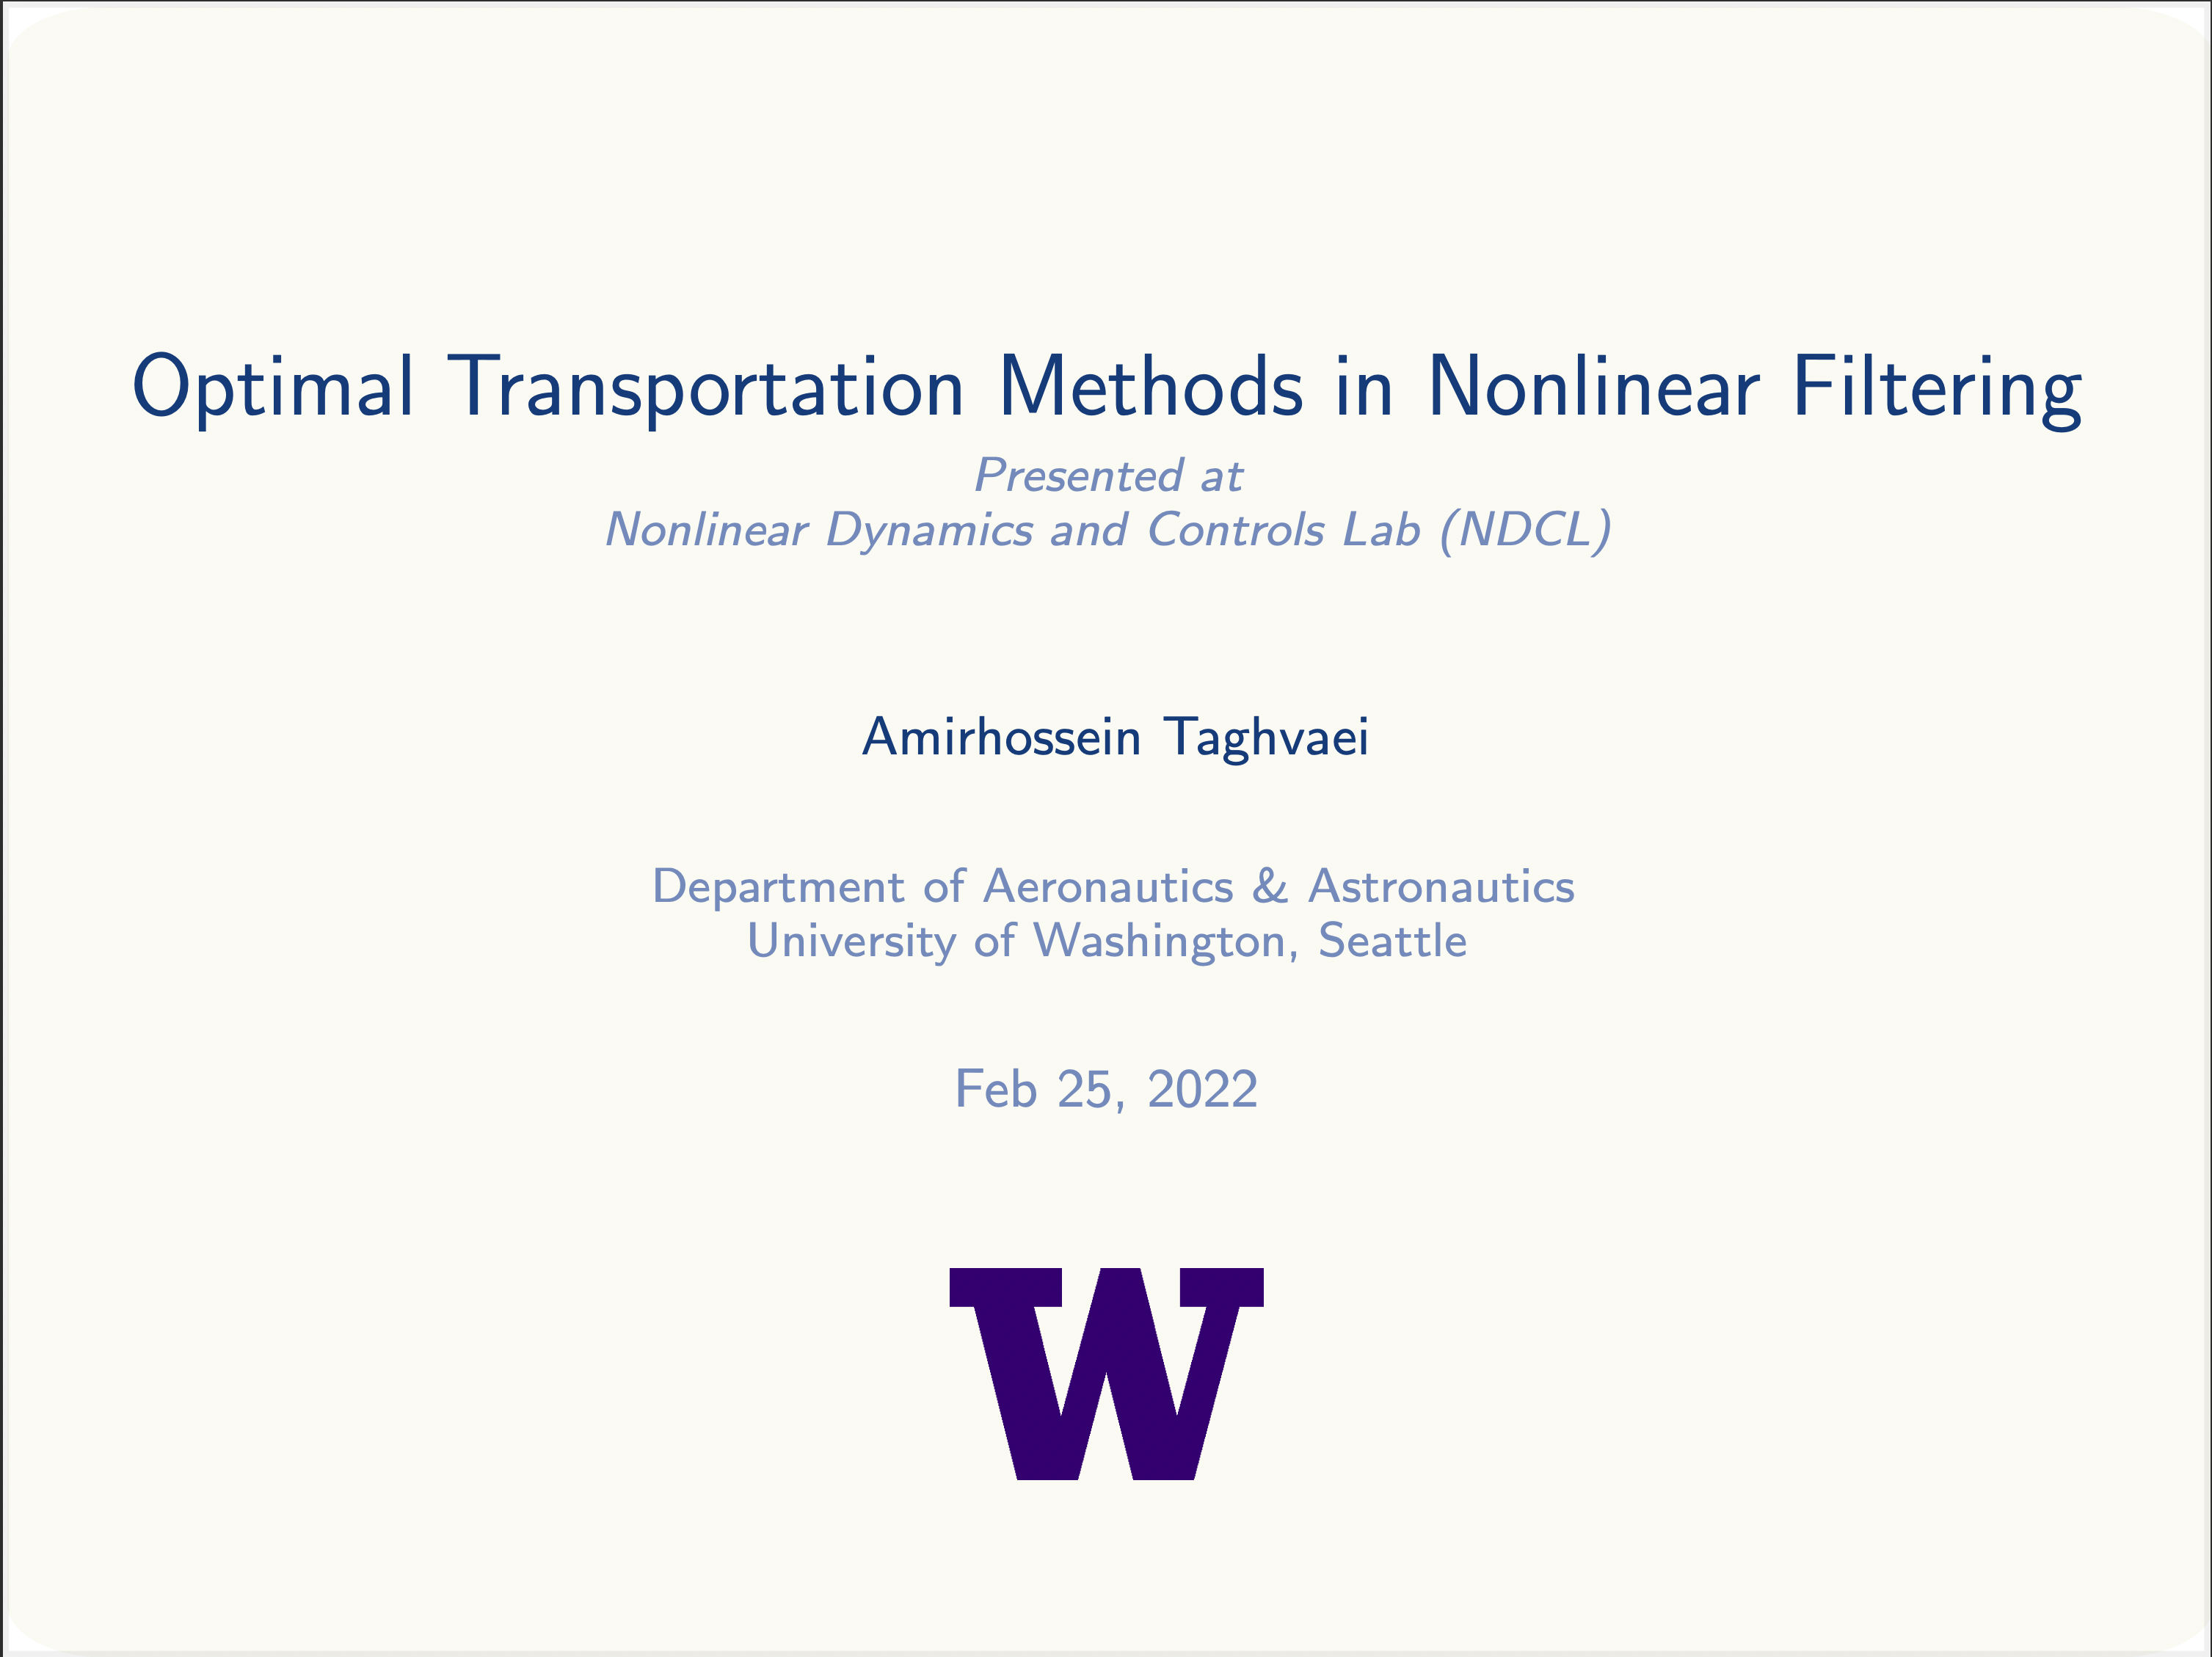 Optimal Transportation Methods in Nonlinear Filtering
Presented at
Nonlinear Dynamics and Controls Lab (NDCL)
Amirhossein Taghvaei
Department of Aeronautics & Astronautics
University of Washington, Seattle
Feb 25, 2022
W